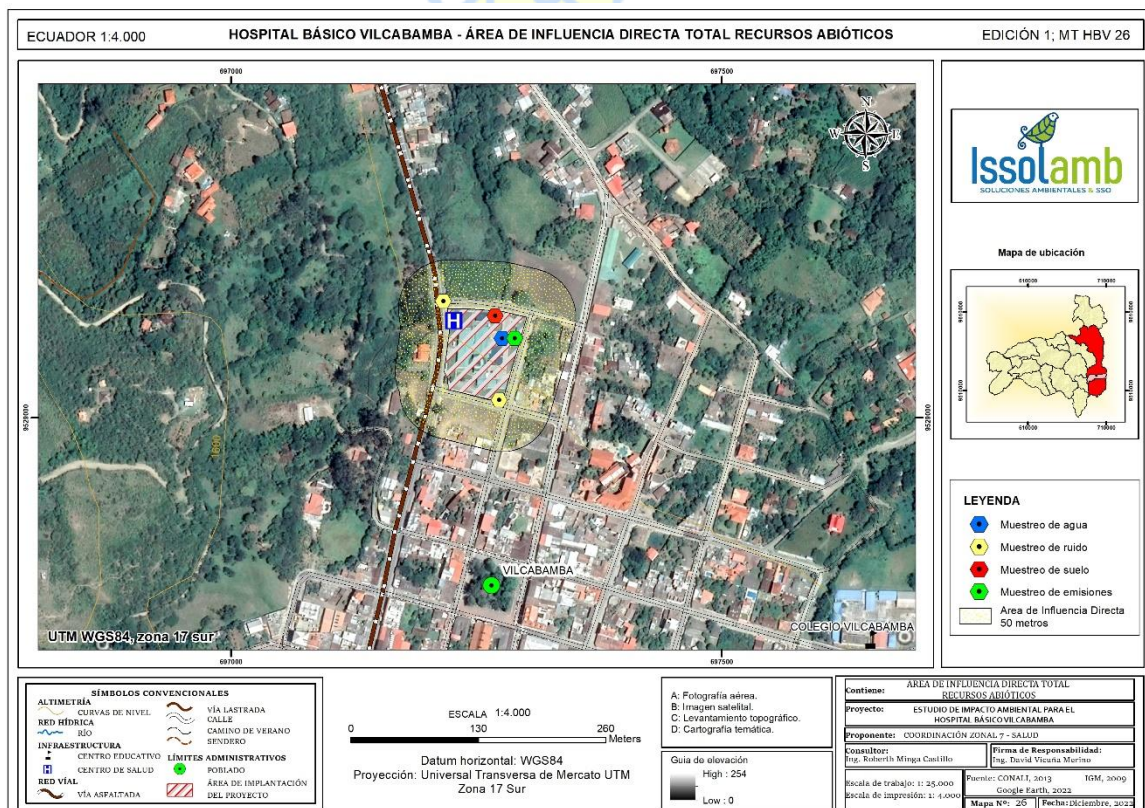 ECUADOR 1:4.000
HOSPITAL BÁSICO VILCABAMBA - ÁREA DE INFLUENCIA DIRECTA TOTAL RECURSOS ABIÓTICOS
EDICIÓN 1; MT HBV 26
697000
697500
N
W
E
S
H
9529000
9529000
1600
VILCABAMBA
COLEGIO VILCABAMBA
UTM WGS84, zona 17 sur
697000
697500
Issolamb
SOLUCIONES AMBIENTALES & SSO
Mapa de ubicación
LEYENDA
Muestreo de agua
Muestreo de ruido
Muestreo de suelo
Muestreo de emisiones
Area de Influencia Directa
50 metros
SÍMBOLOS CONVENCIONALES
ALTIMETRÍA
CURVAS DE NIVEL
RED HÍDRICA
RÍO
INFRAESTRUCTURA
CENTRO EDUCATIVO
H CENTRO DE SALUD
RED VÍAL
VÍA ASFALTADA
VÍA LASTRADA
CALLE
CAMINO DE VERANO
SENDERO
LÍMITES ADMINISTRATIVOS
POBLADO
ÁREA DE IMPLANTACIÓN
DEL PROYECTO
ESCALA 1:4.000
0 130 260
Meters
Datum horizontal: WGS84
Proyección: Universal Transversa de Mercato UTM
Zona 17 Sur
A: Fotografía aérea.
B: Imagen satelital.
C: Levantamiento topográfico.
D: Cartografía temática.
Guia de elevación
High : 254
Low : 0
Contiene: ÁREA DE INFLUENCIA DIRECTA TOTAL
RECURSOS ABIÓTICOS
Proyecto: ESTUDIO DE IMPACTO AMBIENTAL PARA EL
HOSPITAL BÁSICO VILCABAMBA
Proponente: COORDINACIÓN ZONAL 7 - SALUD
Consultor:
Ing. Roberth Minga Castillo
Firma de Responsabilidad:
Ing. David Vicuña Merino
Escala de trabajo: 1: 25.000
Escala de impresión: 1: 4.000
Fuente: CONALI, 2013 IGM, 2009
Google Earth, 2022
Mapa Nº: 26
Fecha: Diciembre,